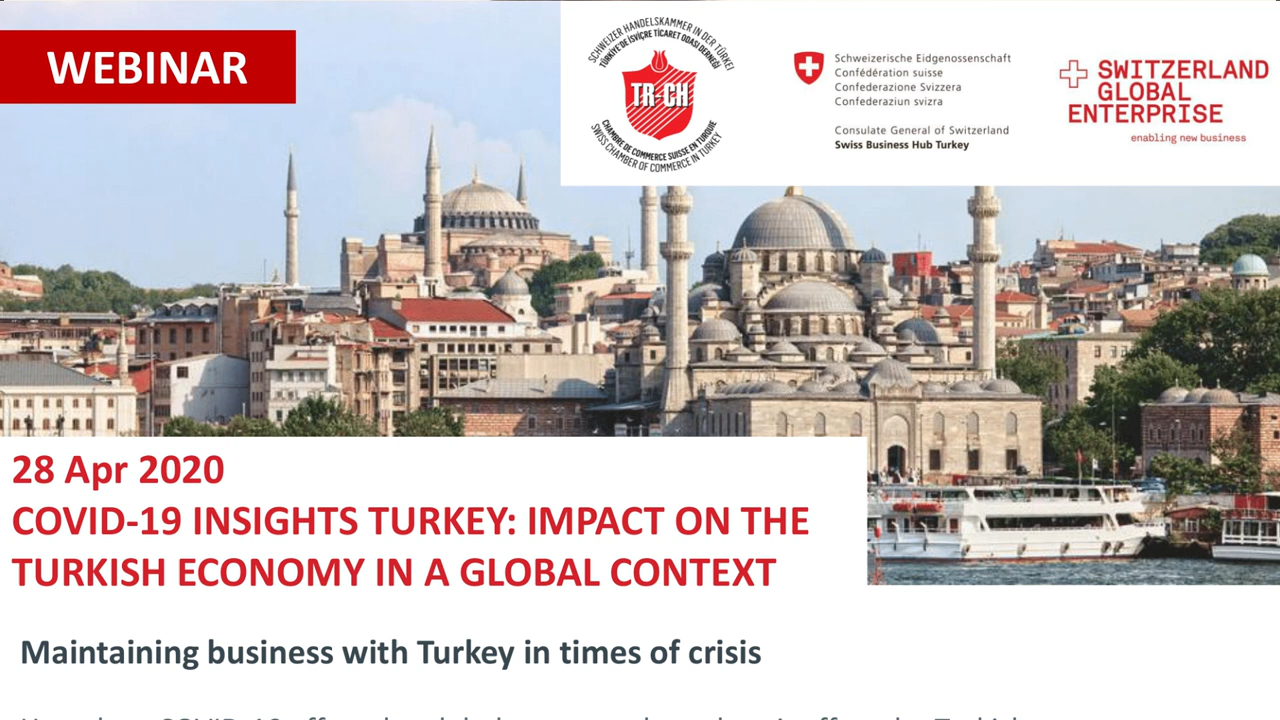 WEBINAR
SCHWEIZER HANDELSKAMMER IN DER TÜRKEI
TÜRKİYE'DE İSVİÇRE TİCARET ODASI DERNEĞİ
TR-CH
CHAMBRE DE COMMERCE SUISSE EN TURQUIE
SWISS CHAMBER OF COMMERCE IN TURKEY
Schweizerische Eidgenossenschaft
Confédération suisse
Confederazione Svizzera
Confederaziun svizra
Consulate General of Switzerland
Swiss Business Hub Turkey
SWITZERLAND
GLOBAL
ENTERPRISE
enabling new business
28 Apr 2020
COVID-19 INSIGHTS TURKEY: IMPACT ON THE
TURKISH ECONOMY IN A GLOBAL CONTEXT
Maintaining business with Turkey in times of crisis